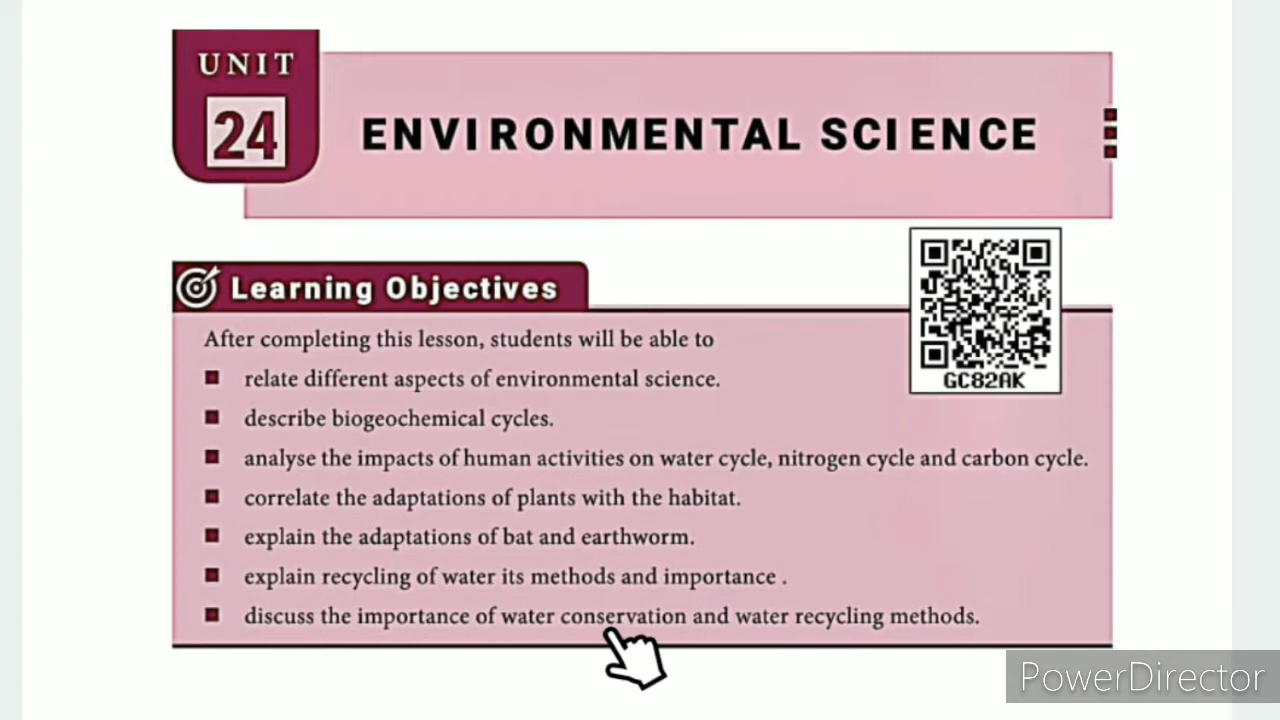 UNIT
24
ENVIRONMENTAL SCIENCE
GC82AK
Learning Objectives
After completing this lesson, students will be able to
relate different aspects of environmental science.
describe biogeochemical cycles.
analyse the impacts of human activities on water cycle, nitrogen cycle and carbon cycle.
correlate the adaptations of plants with the habitat.
explain the adaptations of bat and earthworm.
explain recycling of water its methods and importance .
discuss the importance of water conservation and water recycling methods.
PowerDirector